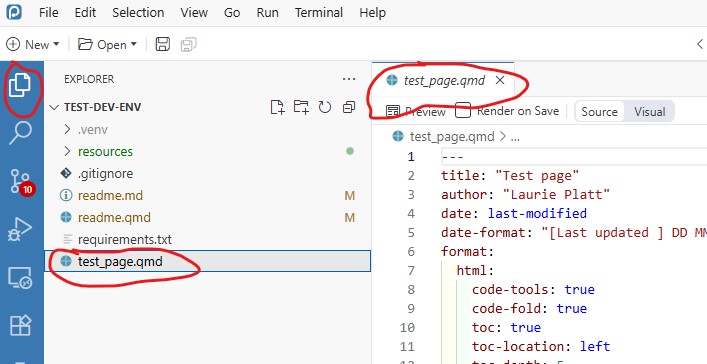 File Edit Selection View Go Run Terminal Help
New Open
EXPLORER
TEST-DEV-ENV
.venv
resources
.gitignore
readme.md M
readme.qmd M
requirements.txt
test_page.qmd
10
test_page.qmd
Preview Render on Save Source Visual
test_page.qmd > ...
1 ---
2 title: "Test page"
3 author: "Laurie Platt"
4 date: last-modified
5 date-format: "[Last updated ] DD MM
6 format:
7 html:
8 code-tools: true
9 code-fold: true
10 toc: true
11 toc-location: left